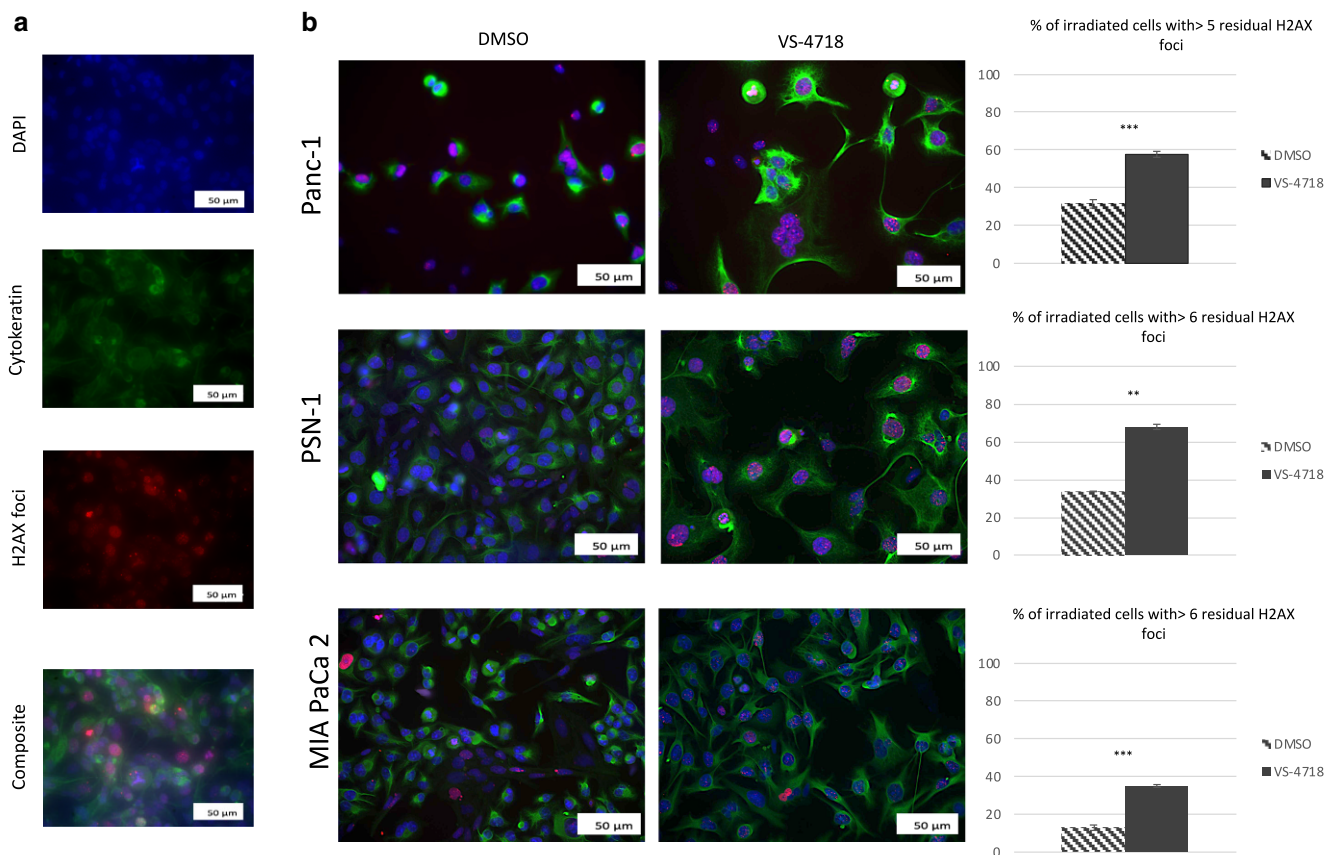 a
DAPI
50 µm
Cytokeratin
50 µm
H2AX foci
50 µm
Composite
50 µm
b
DMSO
VS-4718
Panc-1
50 µm
50 µm
% of irradiated cells with> 5 residual H2AX
foci
100
80
60
40
20
0
***
DMSO
VS-4718
PSN-1
50 µm
50 µm
% of irradiated cells with> 6 residual H2AX
foci
100
80
60
40
20
0
**
DMSO
VS-4718
MIA PaCa 2
50 µm
50 µm
% of irradiated cells with> 6 residual H2AX
foci
100
80
60
40
20
0
***
DMSO
VS-4718